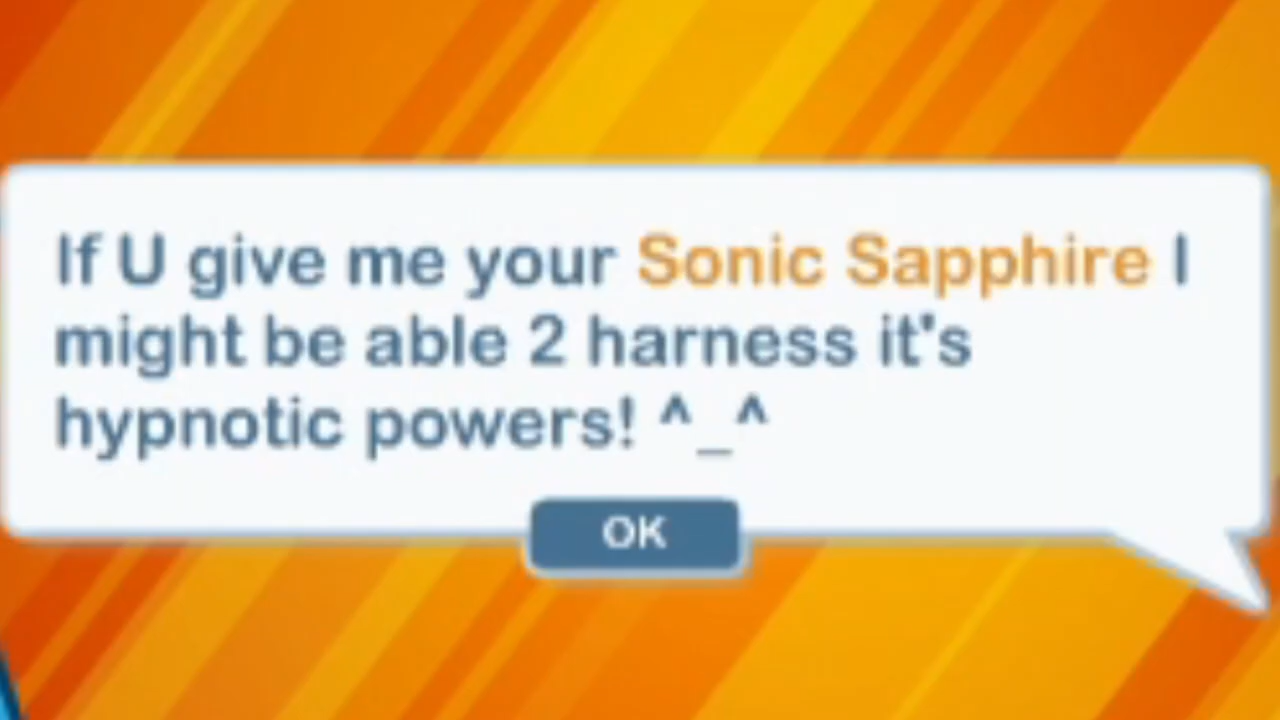 If U give me your Sonic Sapphire I
might be able 2 harness it's
hypnotic powers! ^_^
OK